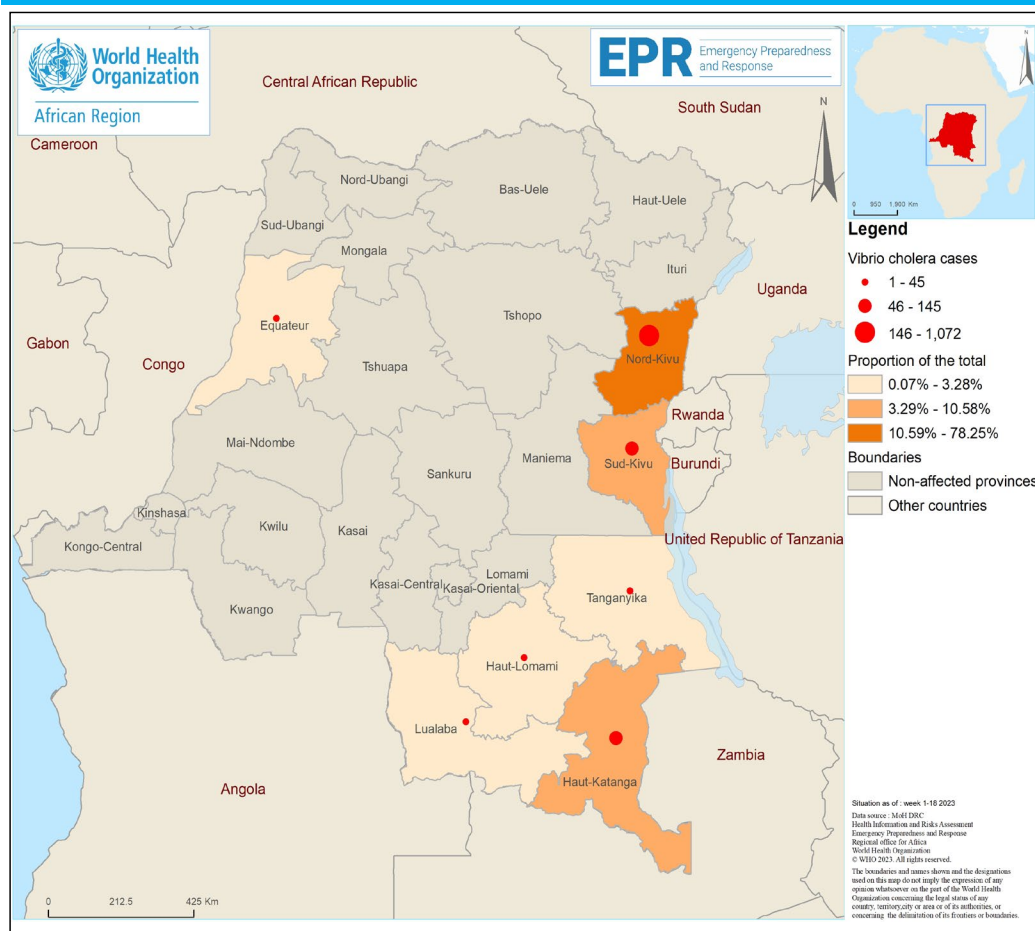 World Health
Organization
African Region
EPR
Emergency Preparedness
and Response
Central African Republic
South Sudan
Cameroon
N
N
0 950 1,900 Km
Nord-Ubangi
Bas-Uele
Haut-Uele
Sud-Ubangi
Mongala
Ituri
Uganda
Equateur
Tshopo
Gabon
Congo
Tshuapa
Nord-Kivu
Rwanda
Mai-Ndombe
Maniema
Sud-Kivu
Burundi
Sankuru
Kinshasa
Kwilu
Kasai
Kongo-Central
United Republic of Tanzania
Kasai-Central
Kasai-Oriental
Lomami
Tanganyika
Kwango
Haut-Lomami
Lualaba
Zambia
Haut-Katanga
Angola
0 212.5 425 Km
Legend
Vibrio cholera cases
1 - 45
46 - 145
146 - 1,072
Proportion of the total
0.07% - 3.28%
3.29% - 10.58%
10.59% - 78.25%
Boundaries
Non-affected provinces
Other countries
Situation as of : week 1-18 2023
Data source : MoH DRC
Health Information and Risks Assessment
Emergency Preparedness and Response
Regional office for Africa
World Health Organization
© WHO 2023. All rights reserved.
The boundaries and names shown and the designations
used on this map do not imply the expression of any
opinion whatsoever on the part of the World Health
Organization concerning the legal status of any
country, territory,city or area or of its authorities, or
concerning the delimitation of its frontiers or boundaries.